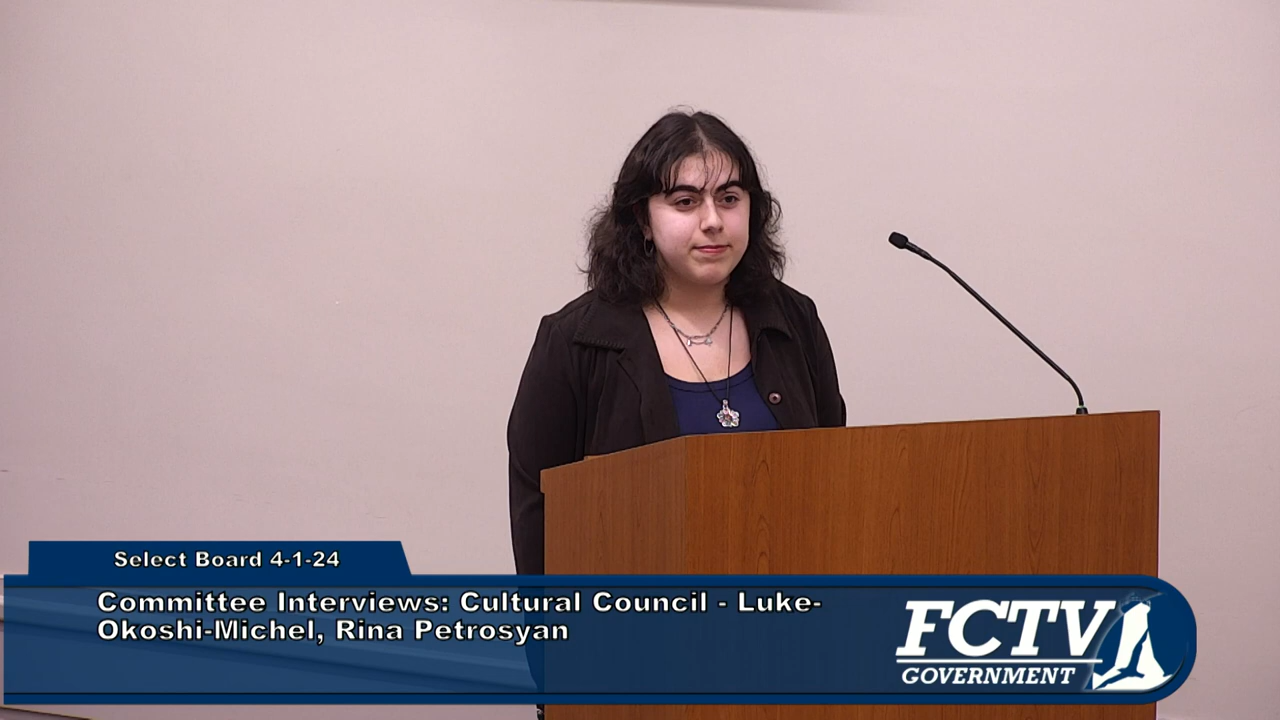 Select Board 4-1-24
Committee Interviews: Cultural Council - Luke-
Okoshi-Michel, Rina Petrosyan
FCTV
GOVERNMENT